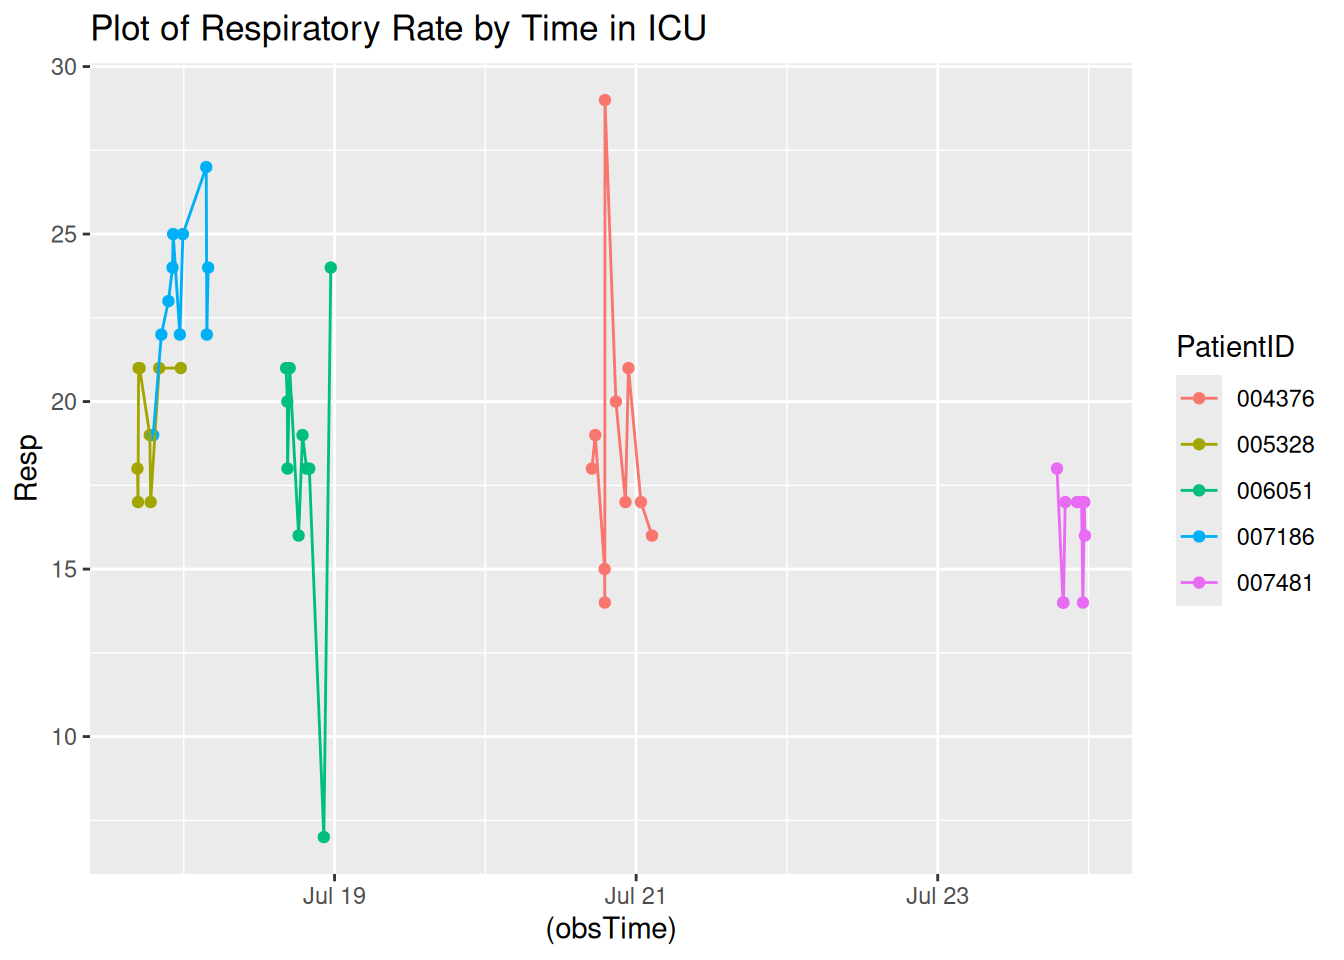 Plot of Respiratory Rate by Time in ICU
30
25
20
15
10
Resp
Jul 19
Jul 21
Jul 23
(obsTime)
PatientID
004376
005328
006051
007186
007481